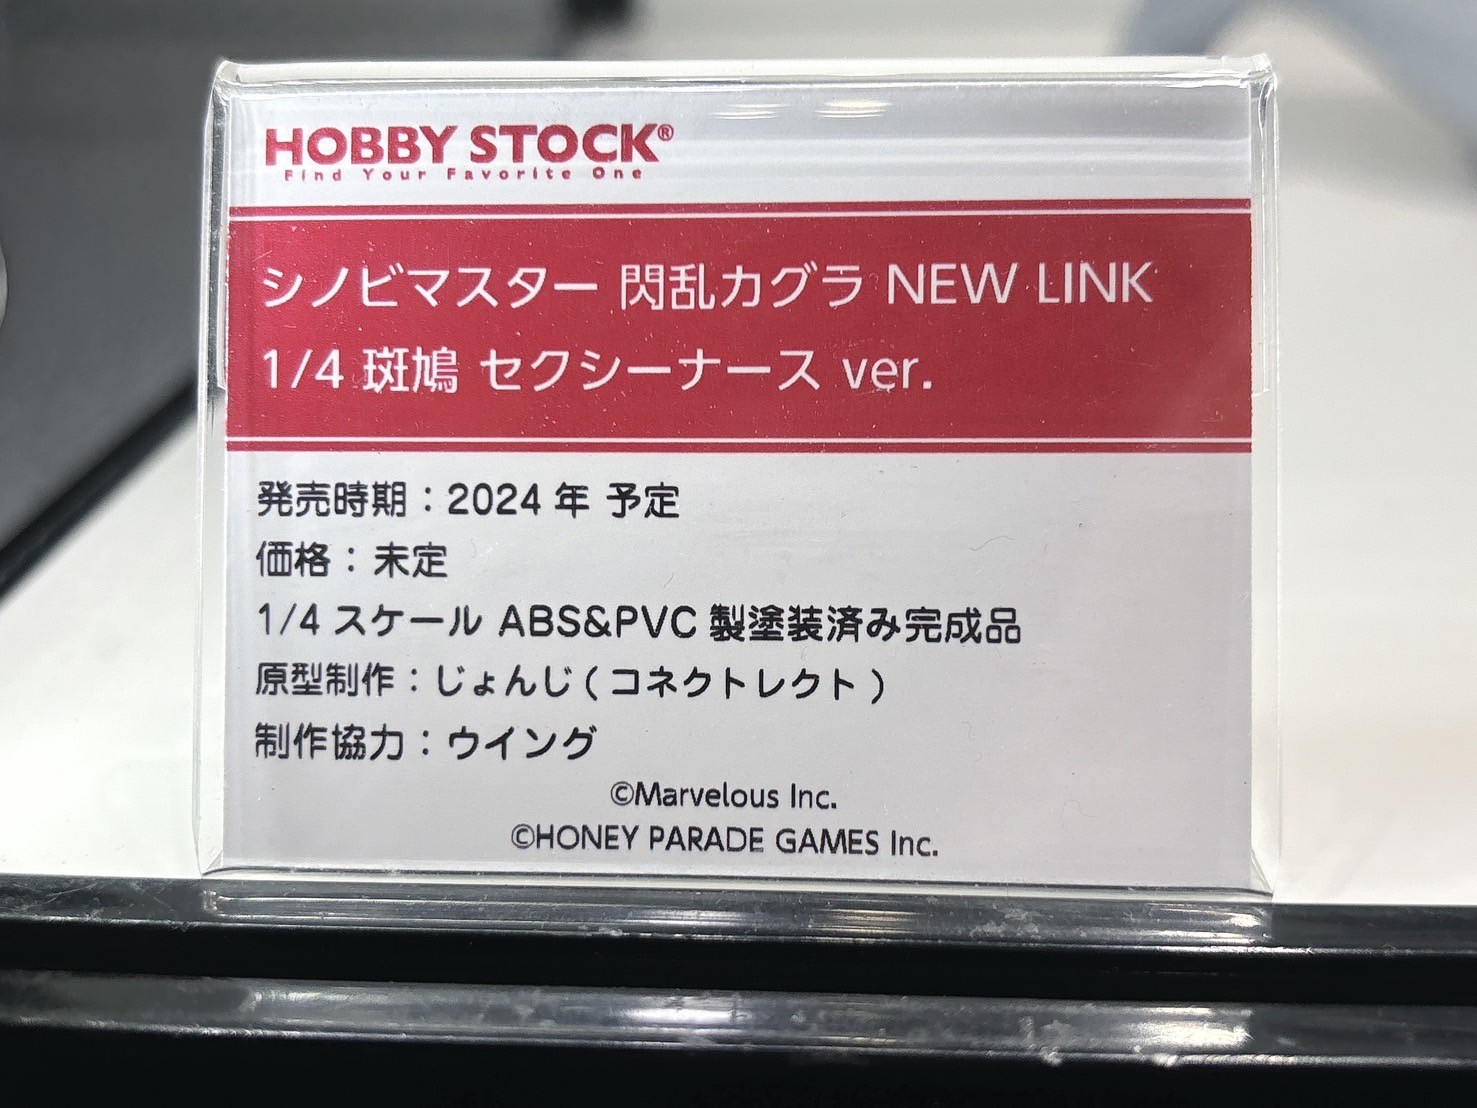 HOBBY STOCK®
Find Your Favorite One
シノビマスター 閃乱カグラ NEW LINK
1/4 斑鳩 セクシーナース ver.
発売時期：2024年 予定
価格：未定
1/4 スケール ABS&PVC 製塗装済み完成品
原型制作：じょんじ(コネクトレクト)
制作協力：ウイング
©Marvelous Inc.
©HONEY PARADE GAMES Inc.